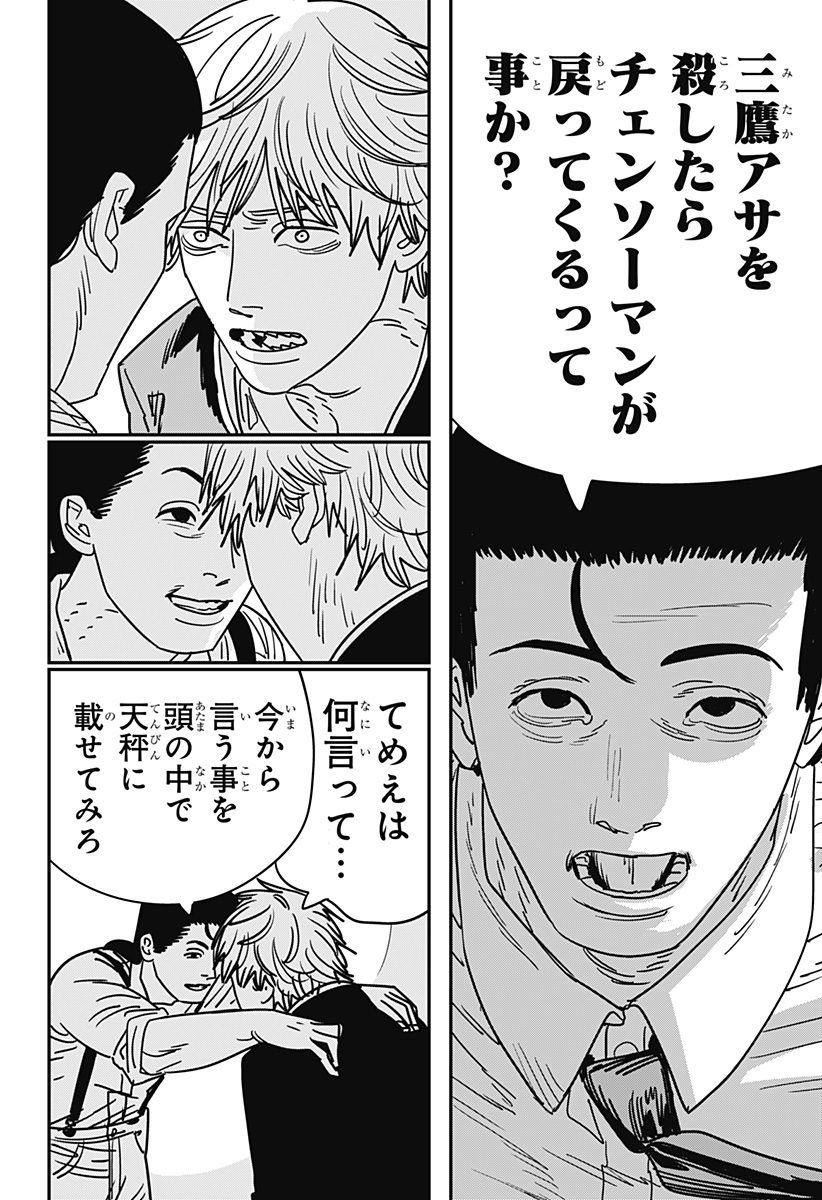 三鷹アサを
殺したら
チェンソーマンが
戻ってくるって
事か？
てめえは
何言って…
今から
言う事を
頭の中で
天秤に
載せてみろ